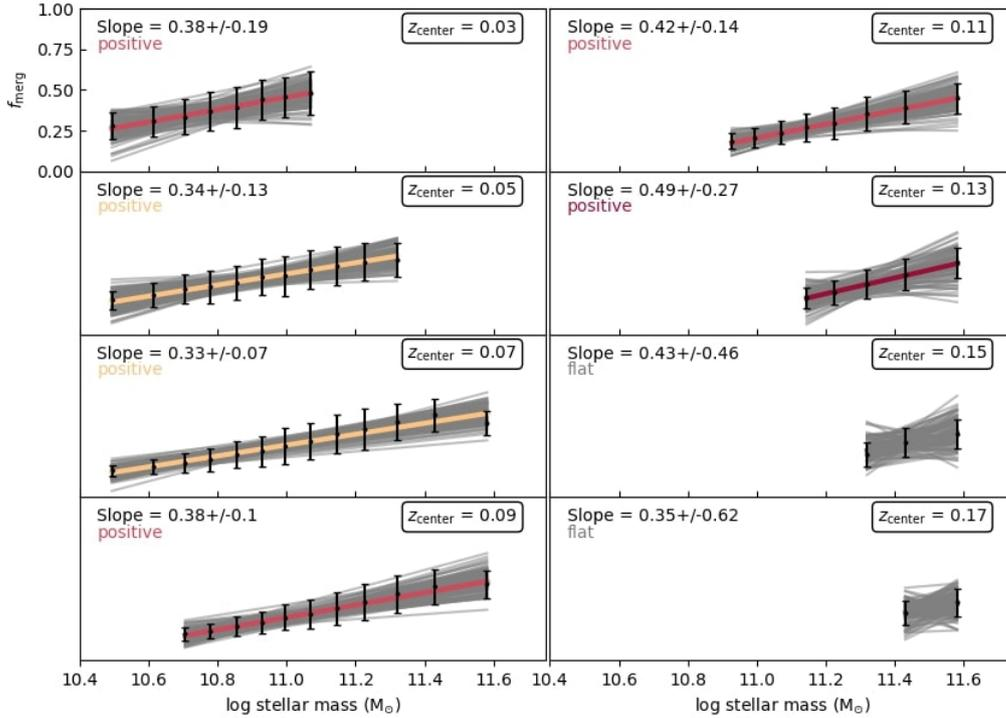 1.00
0.75
0.50
0.25
0.00
f_merg
Slope = 0.38+/-0.19
positive
z_center = 0.03
Slope = 0.42+/-0.14
positive
z_center = 0.11
Slope = 0.34+/-0.13
positive
z_center = 0.05
Slope = 0.49+/-0.27
positive
z_center = 0.13
Slope = 0.33+/-0.07
positive
z_center = 0.07
Slope = 0.43+/-0.46
flat
z_center = 0.15
Slope = 0.38+/-0.1
positive
z_center = 0.09
Slope = 0.35+/-0.62
flat
z_center = 0.17
10.4 10.6 10.8 11.0 11.2 11.4 11.6 10.4 10.6 10.8 11.0 11.2 11.4 11.6
log stellar mass (M☉)
log stellar mass (M☉)